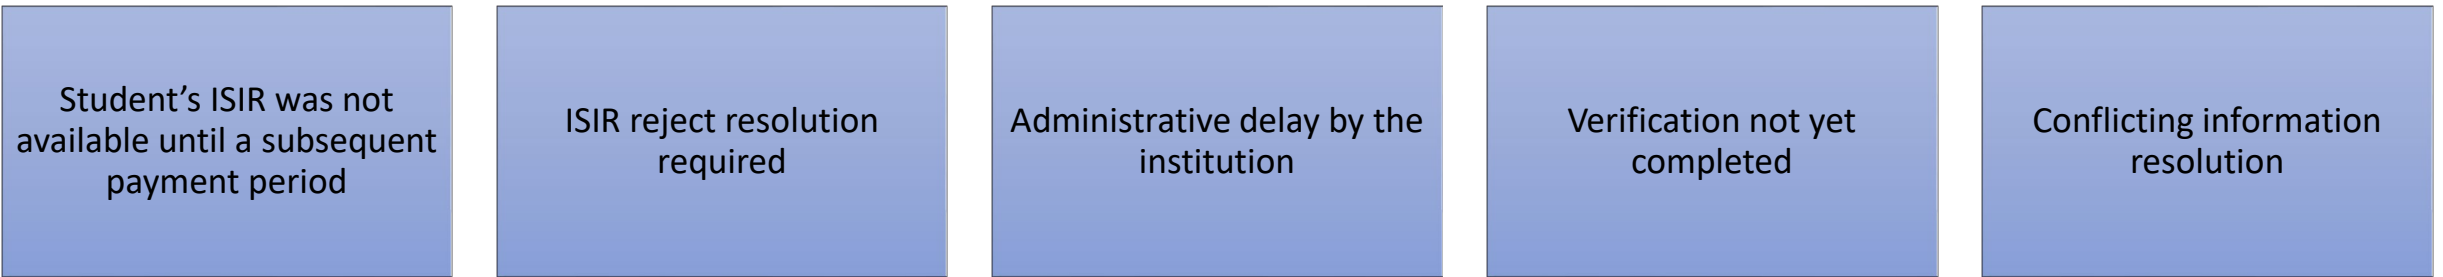 Student’s ISIR was not
available until a subsequent
payment period
ISIR reject resolution
required
Administrative delay by the
institution
Verification not yet
completed
Conflicting information
resolution